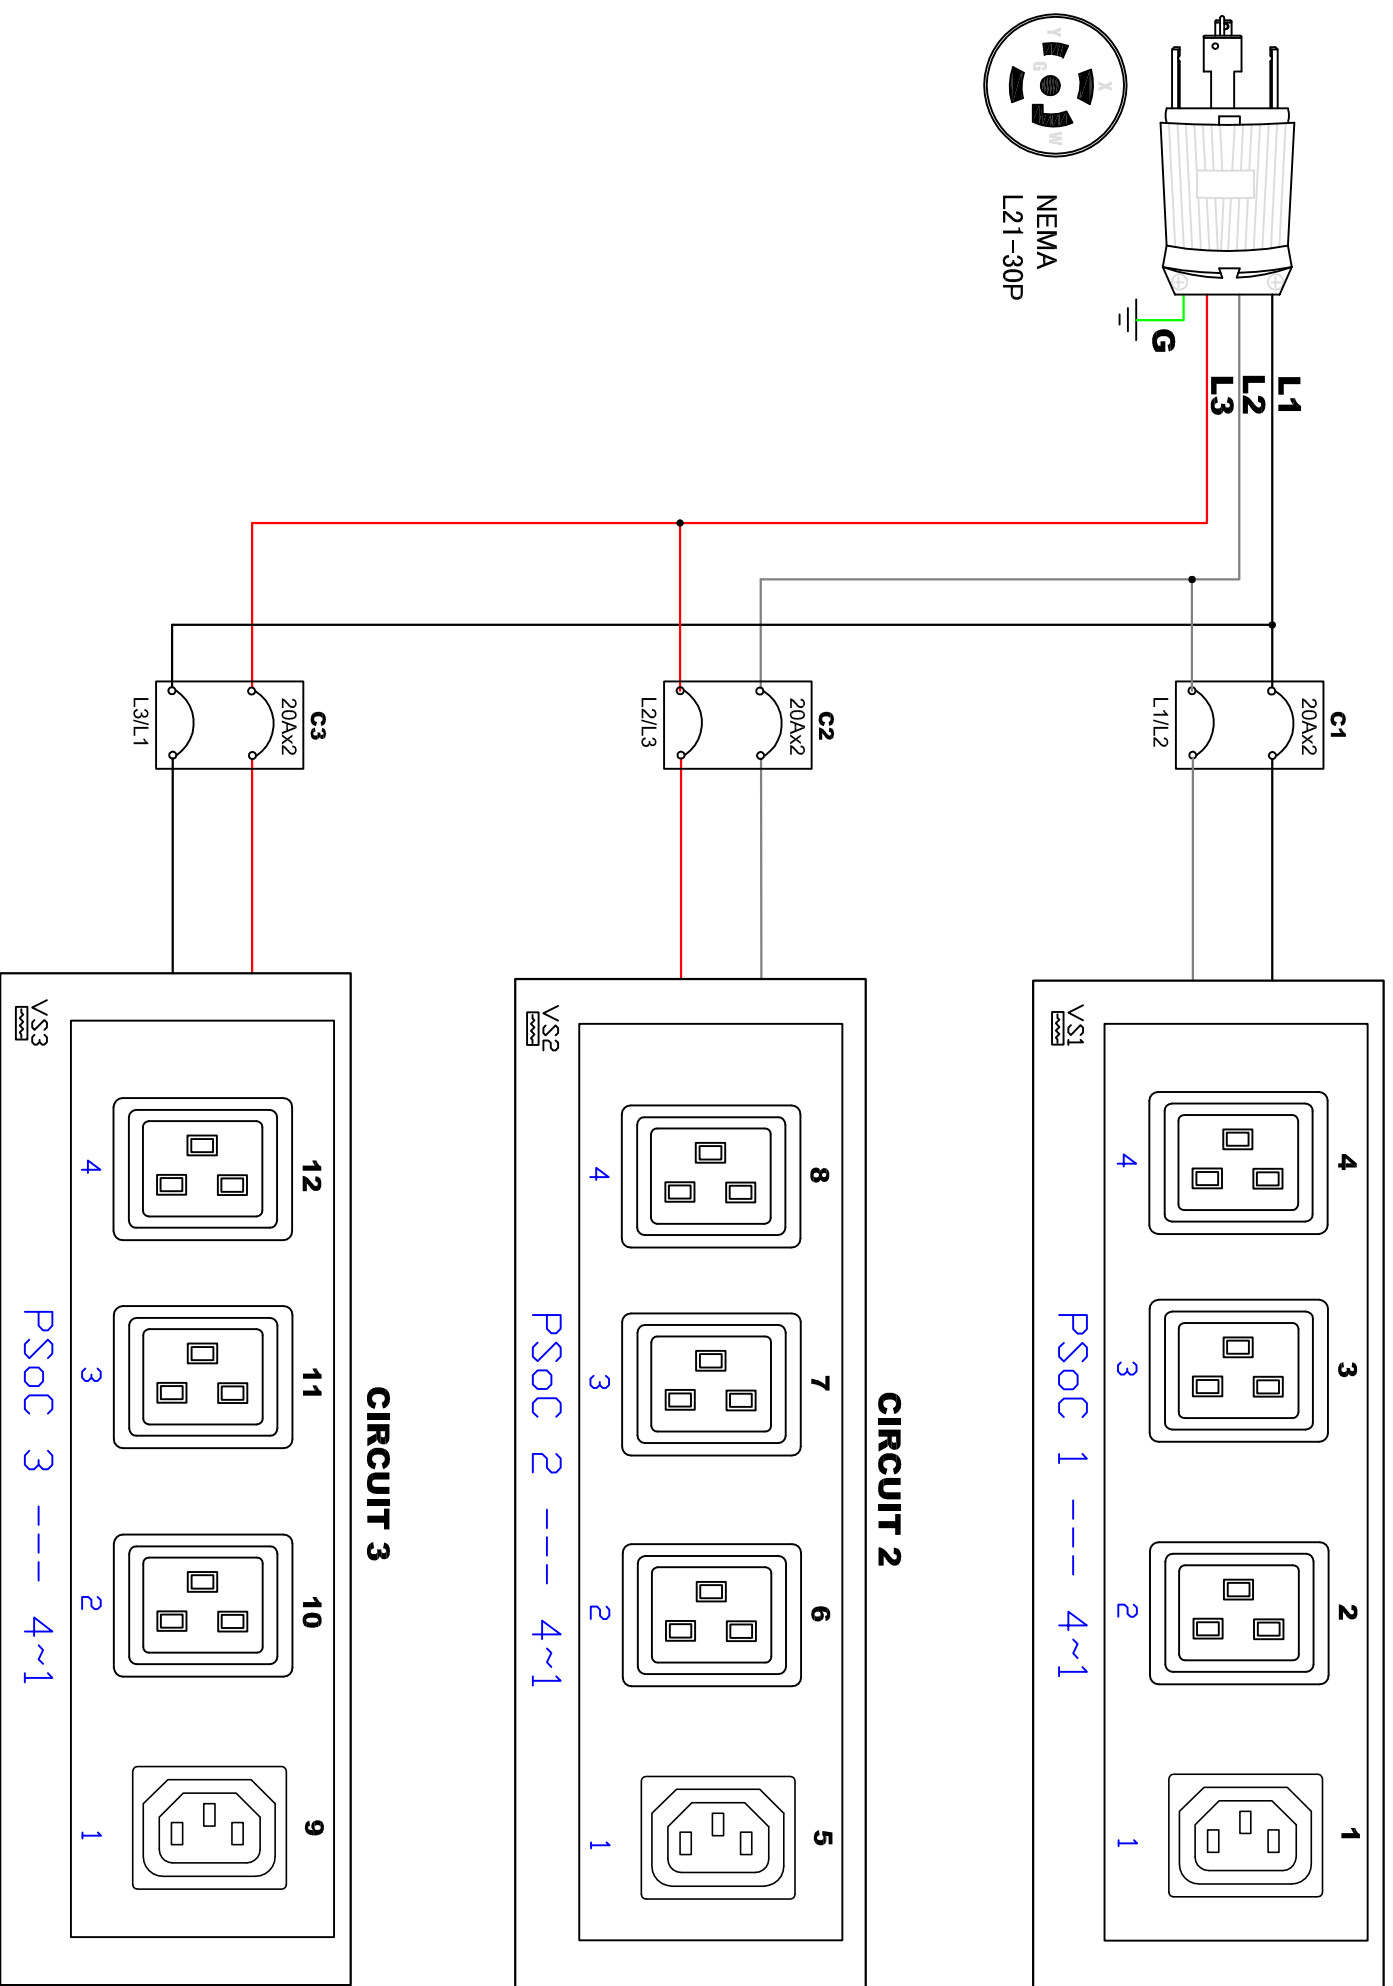 Y
G
X
W
NEMA
L21-30P
G
L1
L2
L3
C1
20Ax2
L1/L2
C2
20Ax2
L2/L3
C3
20Ax2
L3/L1
VS1
4 3 2 1
4 3 2 1
PSoC 1 --- 4~1
CIRCUIT 2
VS2
8 7 6 5
4 3 2 1
PSoC 2 --- 4~1
CIRCUIT 3
VS3
12 11 10 9
4 3 2 1
PSoC 3 --- 4~1